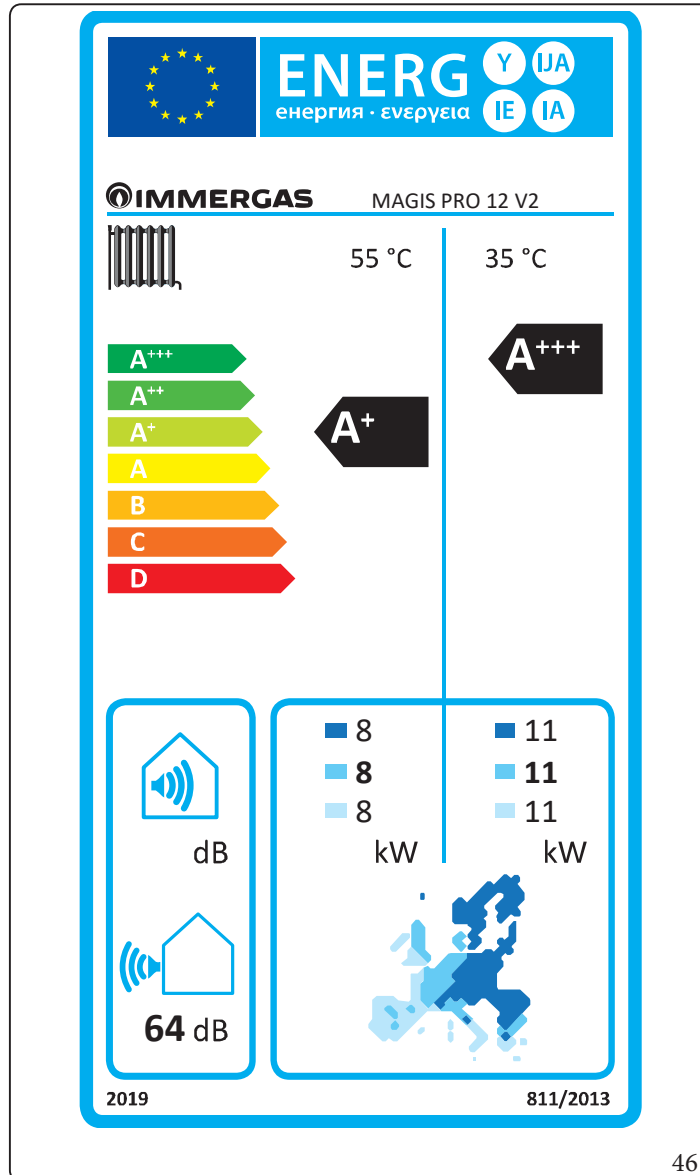 ENERG Y IJA
енергия · ενεργεια IE IA
IMMERGAS MAGIS PRO 12 V2
55 °C 35 °C
A+++
A+++
A++
A+
A+
A
B
C
D
8 11
8 11
8 11
dB kW kW
64 dB
2019 811/2013
46